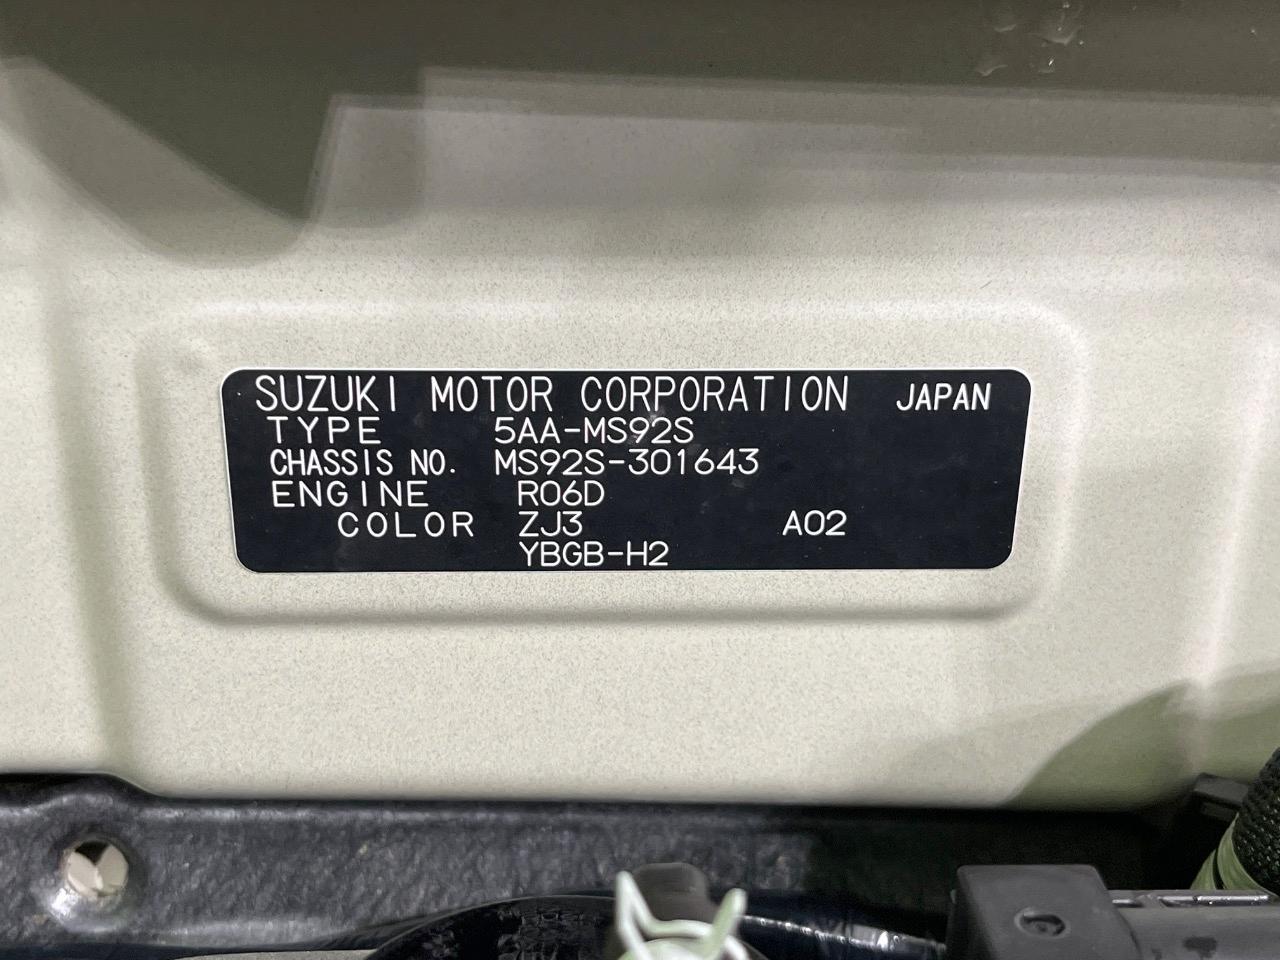 SUZUKI MOTOR CORPORATION JAPAN
TYPE 5AA-MS92S
CHASSIS NO. MS92S-301643
ENGINE R06D
COLOR ZJ3 A02
YBGB-H2